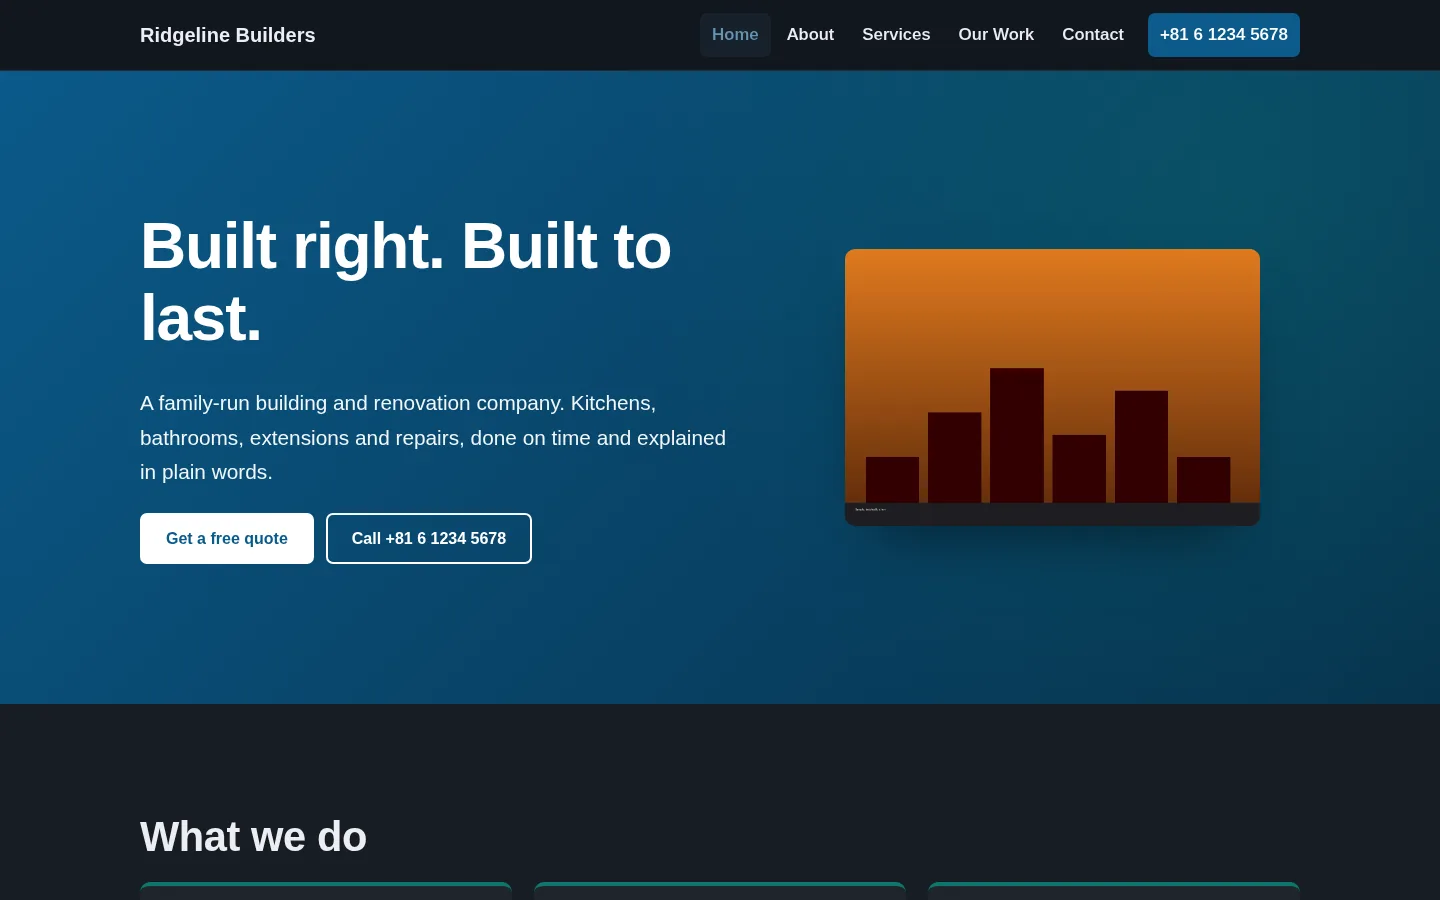 Ridgeline Builders
Home
About
Services
Our Work
Contact
+81 6 1234 5678
Built right. Built to
last.
A family-run building and renovation company. Kitchens,
bathrooms, extensions and repairs, done on time and explained
in plain words.
Get a free quote
Call +81 6 1234 5678
What we do